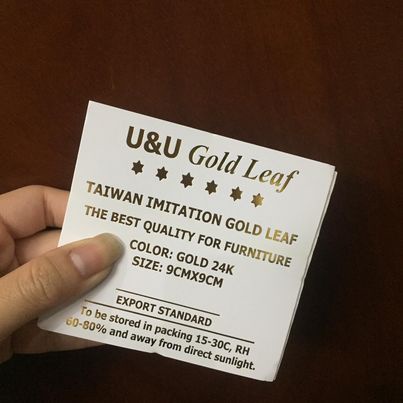 U&U Gold Leaf
TAIWAN IMITATION GOLD LEAF
THE BEST QUALITY FOR FURNITURE
COLOR: GOLD 24K
SIZE: 9CMX9CM
EXPORT STANDARD
To be stored in packing 15-30C, RH
60-80% and away from direct sunlight.